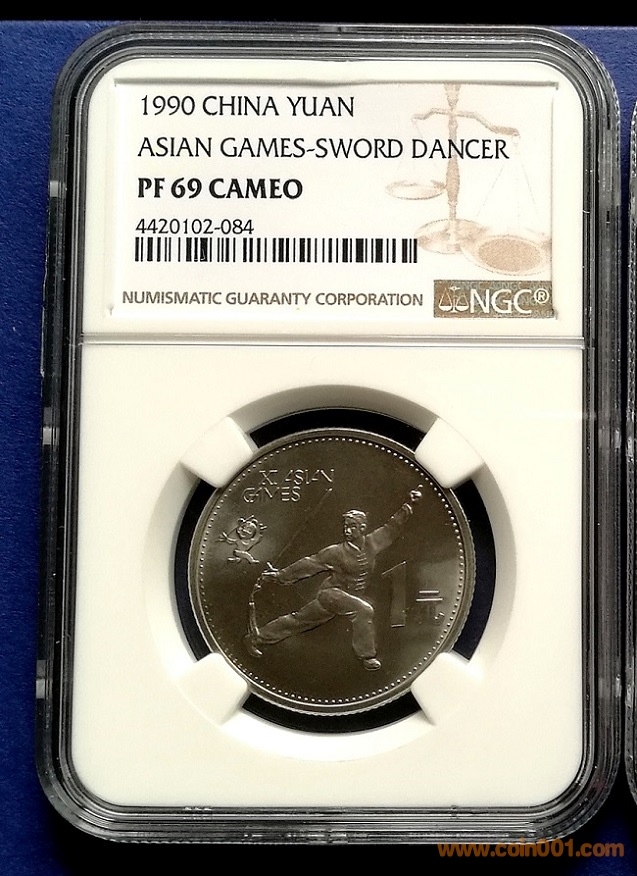 1990 CHINA YUAN
ASIAN GAMES-SWORD DANCER
PF 69 CAMEO
4420102-084
NUMISMATIC GUARANTY CORPORATION
NGC®
XI ASIAN
GAMES
1元
www.coin001.com